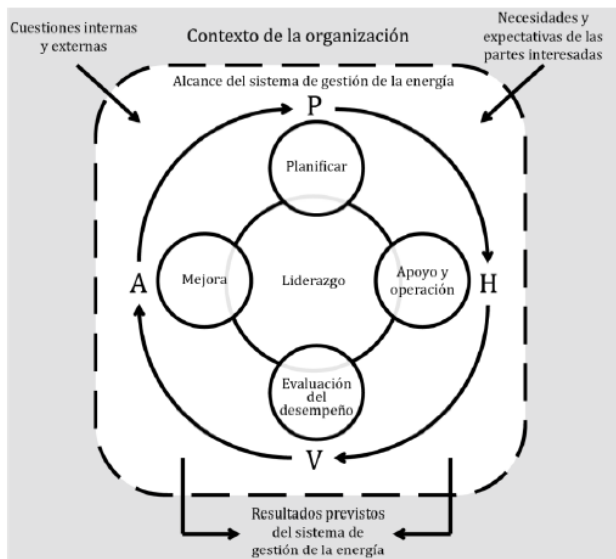 Cuestiones internas
y externas
Contexto de la organización
Necesidades y
expectativas de las
partes interesadas
Alcance del sistema de gestión de la energía
P
Planificar
A
Mejora
Liderazgo
Apoyo y
operación
H
Evaluación
del
desempeño
V
Resultados previstos
del sistema de
gestión de la energía